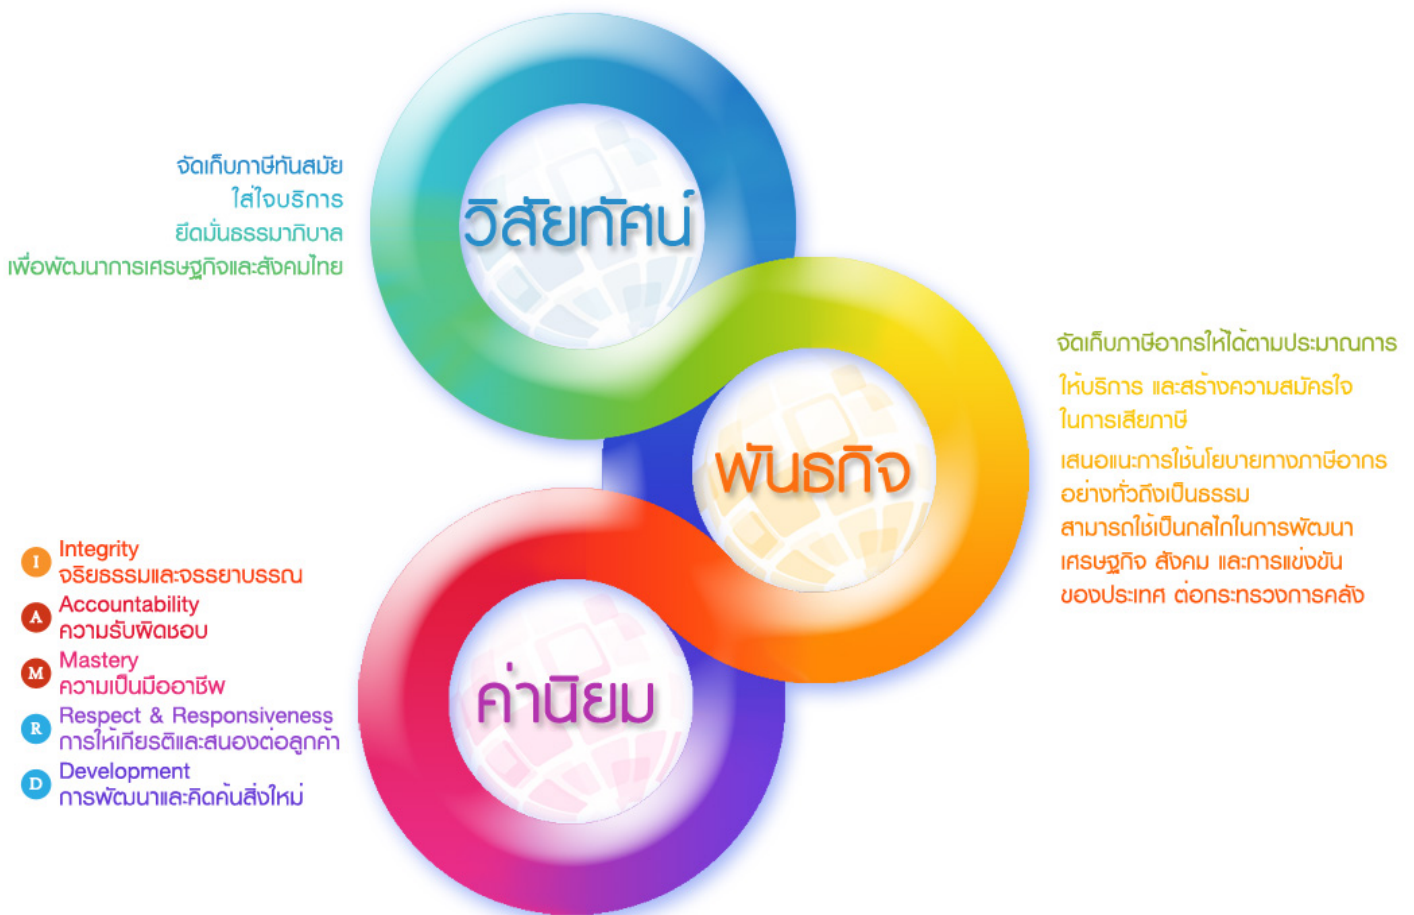 จัดเก็บภาษีทันสมัย
ใส่ใจบริการ
ยึดมั่นธรรมาภิบาล
เพื่อพัฒนาการเศรษฐกิจและสังคมไทย
วิสัยทัศน์
จัดเก็บภาษีอากรให้ได้ตามประมาณการ
ให้บริการ และสร้างความสมัครใจ
ในการเสียภาษี
เสนอแนะการใช้นโยบายทางภาษีอากร
อย่างทั่วถึงเป็นธรรม
สามารถใช้เป็นกลไกในการพัฒนา
เศรษฐกิจ สังคม และการแข่งขัน
ของประเทศ ต่อกระทรวงการคลัง
พันธกิจ
I Integrity
จริยธรรมและจรรยาบรรณ
A Accountability
ความรับผิดชอบ
M Mastery
ความเป็นมืออาชีพ
R Respect & Responsiveness
การให้เกียรติและสนองต่อลูกค้า
D Development
การพัฒนาและคิดค้นสิ่งใหม่
ค่านิยม